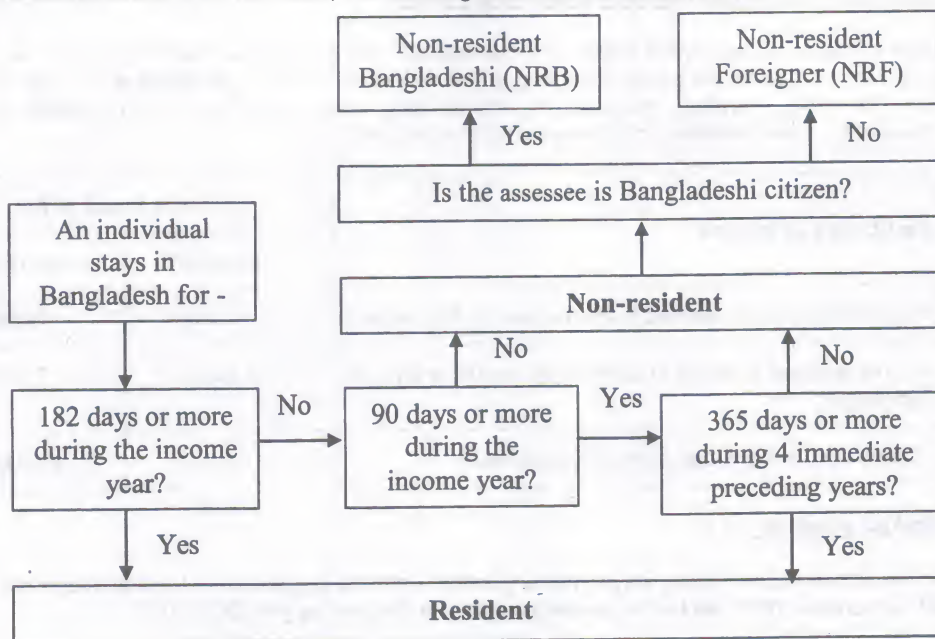 Non-resident
Bangladeshi (NRB)
Non-resident
Foreigner (NRF)
Yes
No
Is the assessee is Bangladeshi citizen?
An individual
stays in
Bangladesh for -
Non-resident
No
No
182 days or more
during the income
year?
No
90 days or more
during the
income year?
Yes
365 days or more
during 4 immediate
preceding years?
Yes
Yes
Resident